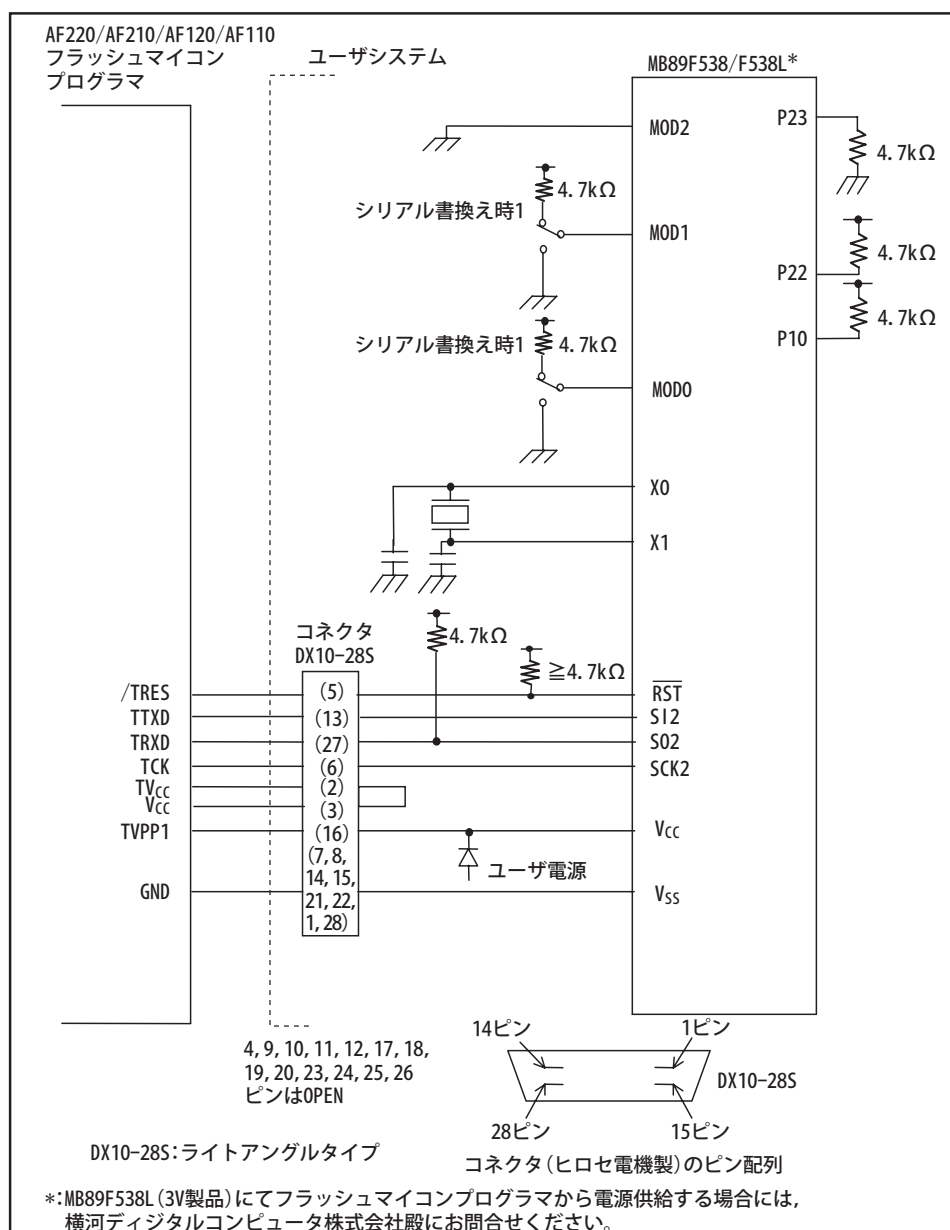 AF220/AF210/AF120/AF110
フラッシュマイコン
プログラマ
ユーザシステム
MB89F538/F538L*
MOD2
P23
4.7kΩ
4.7kΩ
シリアル書換え時1
MOD1
4.7kΩ
P22
4.7kΩ
P10
シリアル書換え時1
4.7kΩ
MOD0
X0
X1
コネクタ
DX10-28S
4.7kΩ
≧4.7kΩ
/TRES
(5)
RST
TTXD
(13)
SI2
TRXD
(27)
SO2
TCK
(6)
SCK2
TVcc
(2)
Vcc
(3)
TVPP1
(16)
Vcc
(7,8,
14,15,
21,22,
1,28)
ユーザ電源
GND
Vss
4,9,10,11,12,17,18,
19,20,23,24,25,26
ピンはOPEN
14ピン
1ピン
DX10-28S
28ピン
15ピン
DX10-28S:ライトアングルタイプ
コネクタ(ヒロセ電機製)のピン配列
*:MB89F538L(3V製品)にてフラッシュマイコンプログラマから電源供給する場合には,
横河ディジタルコンピュータ株式会社殿にお問合せください。